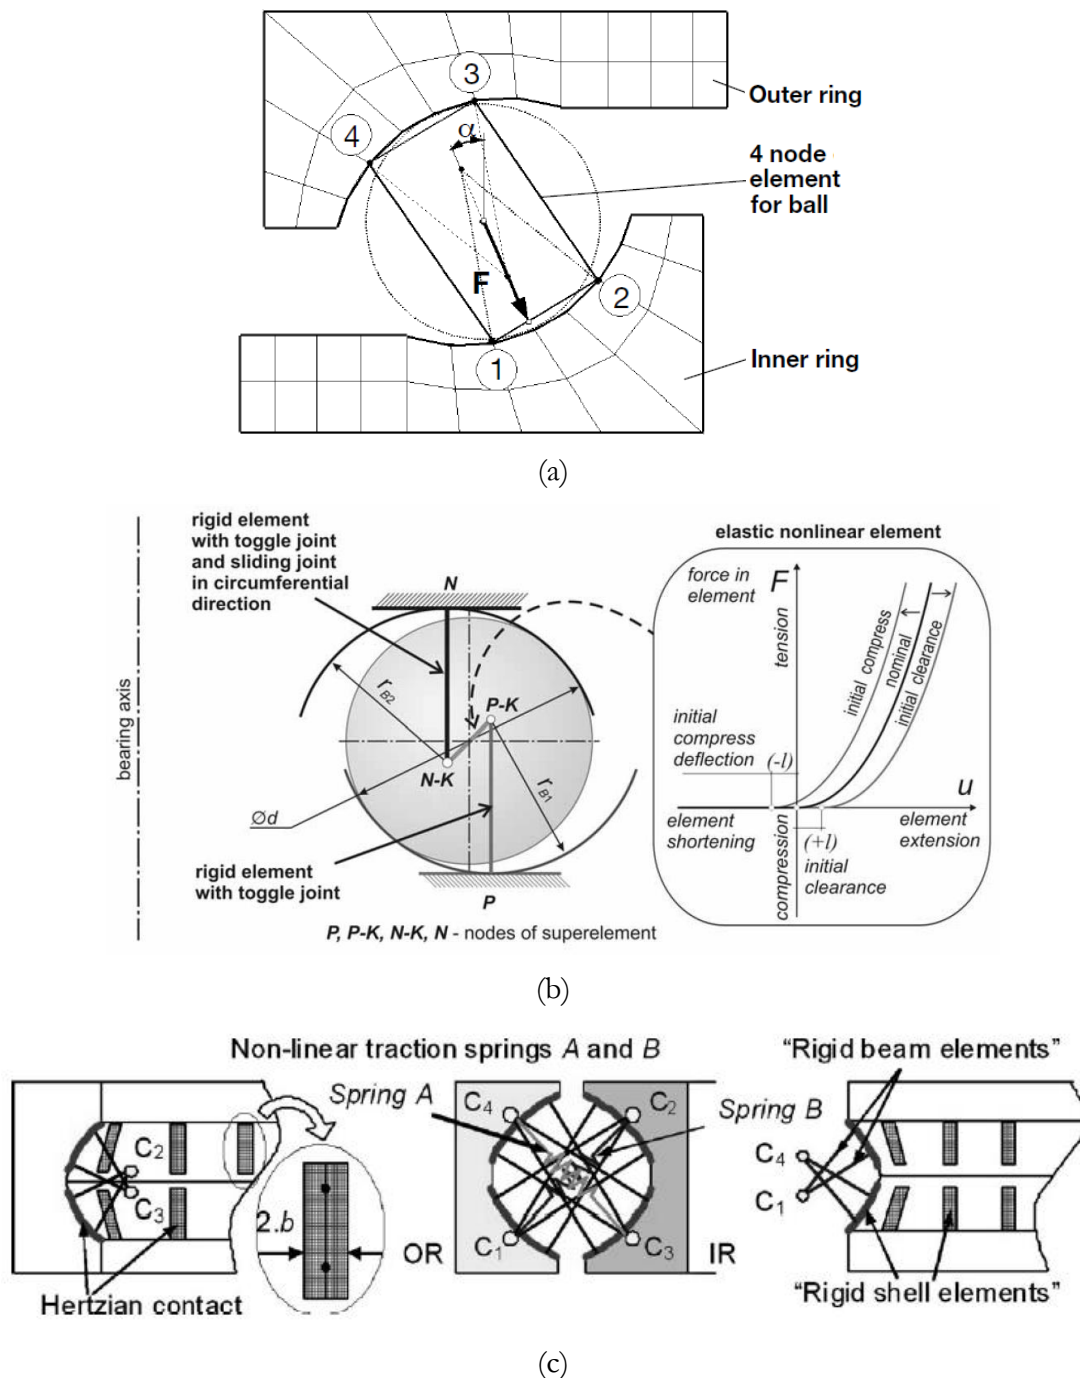 3
Outer ring
4
α
4 node
element
for ball
F
2
1
Inner ring
(a)
rigid element
with toggle joint
and sliding joint
in circumferential
direction
N
elastic nonlinear element
force in
element
F
tension
initial compress
nominal
initial clearance
bearing axis
r_B2
P-K
initial
compress
deflection
(-l)
u
N-K
r_B1
Ød
element
shortening
compression
(+l)
initial
clearance
element
extension
rigid element
with toggle joint
P
P, P-K, N-K, N - nodes of superelement
(b)
Non-linear traction springs A and B
"Rigid beam elements"
Spring A
C4
C2
Spring B
C2
C3
C4
C1
2.b
OR
C1
C3
IR
Hertzian contact
"Rigid shell elements"
(c)